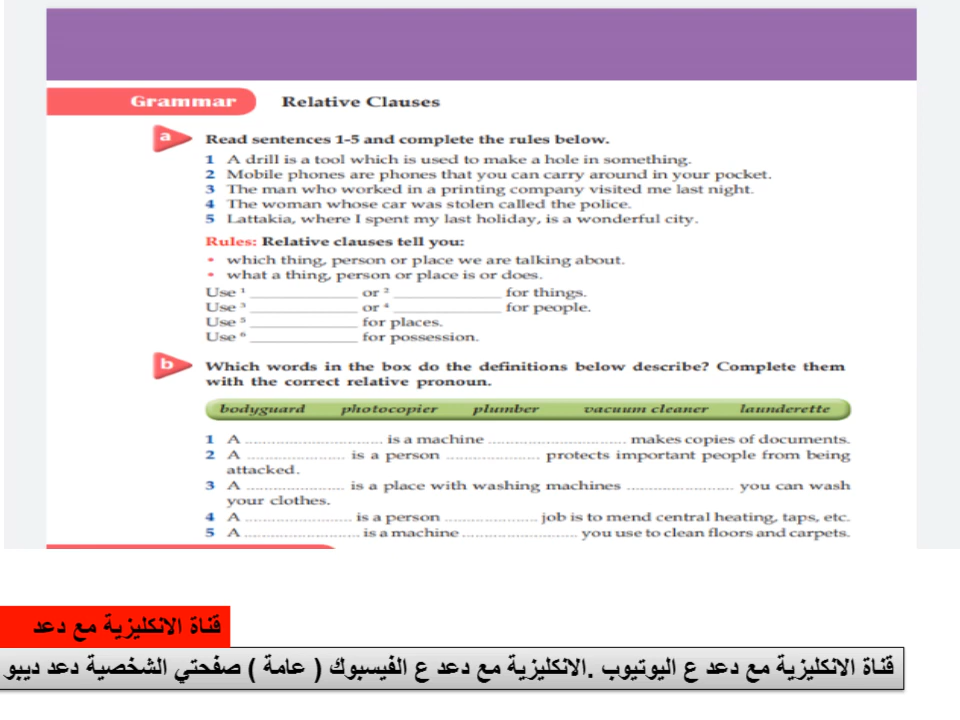 Grammar Relative Clauses
a Read sentences 1-5 and complete the rules below.
1 A drill is a tool which is used to make a hole in something.
2 Mobile phones are phones that you can carry around in your pocket.
3 The man who worked in a printing company visited me last night.
4 The woman whose car was stolen called the police.
5 Lattakia, where I spent my last holiday, is a wonderful city.
Rules: Relative clauses tell you:
• which thing, person or place we are talking about.
• what a thing, person or place is or does.
Use ¹ ______________ or ² ______________ for things.
Use ³ ______________ or ⁴ ______________ for people.
Use ⁵ ______________ for places.
Use ⁶ ______________ for possession.
b Which words in the box do the definitions below describe? Complete them
with the correct relative pronoun.
bodyguard photocopier plumber vacuum cleaner launderette
1 A .............................. is a machine .............................. makes copies of documents.
2 A ...................... is a person .................... protects important people from being
attacked.
3 A ..................... is a place with washing machines ....................... you can wash
your clothes.
4 A ....................... is a person .................... job is to mend central heating, taps, etc.
5 A .......................... is a machine ......................... you use to clean floors and carpets.
قناة الانكليزية مع دعد
قناة الانكليزية مع دعد ع اليوتيوب .الانكليزية مع دعد ع الفيسبوك ( عامة ) صفحتي الشخصية دعد ديبو